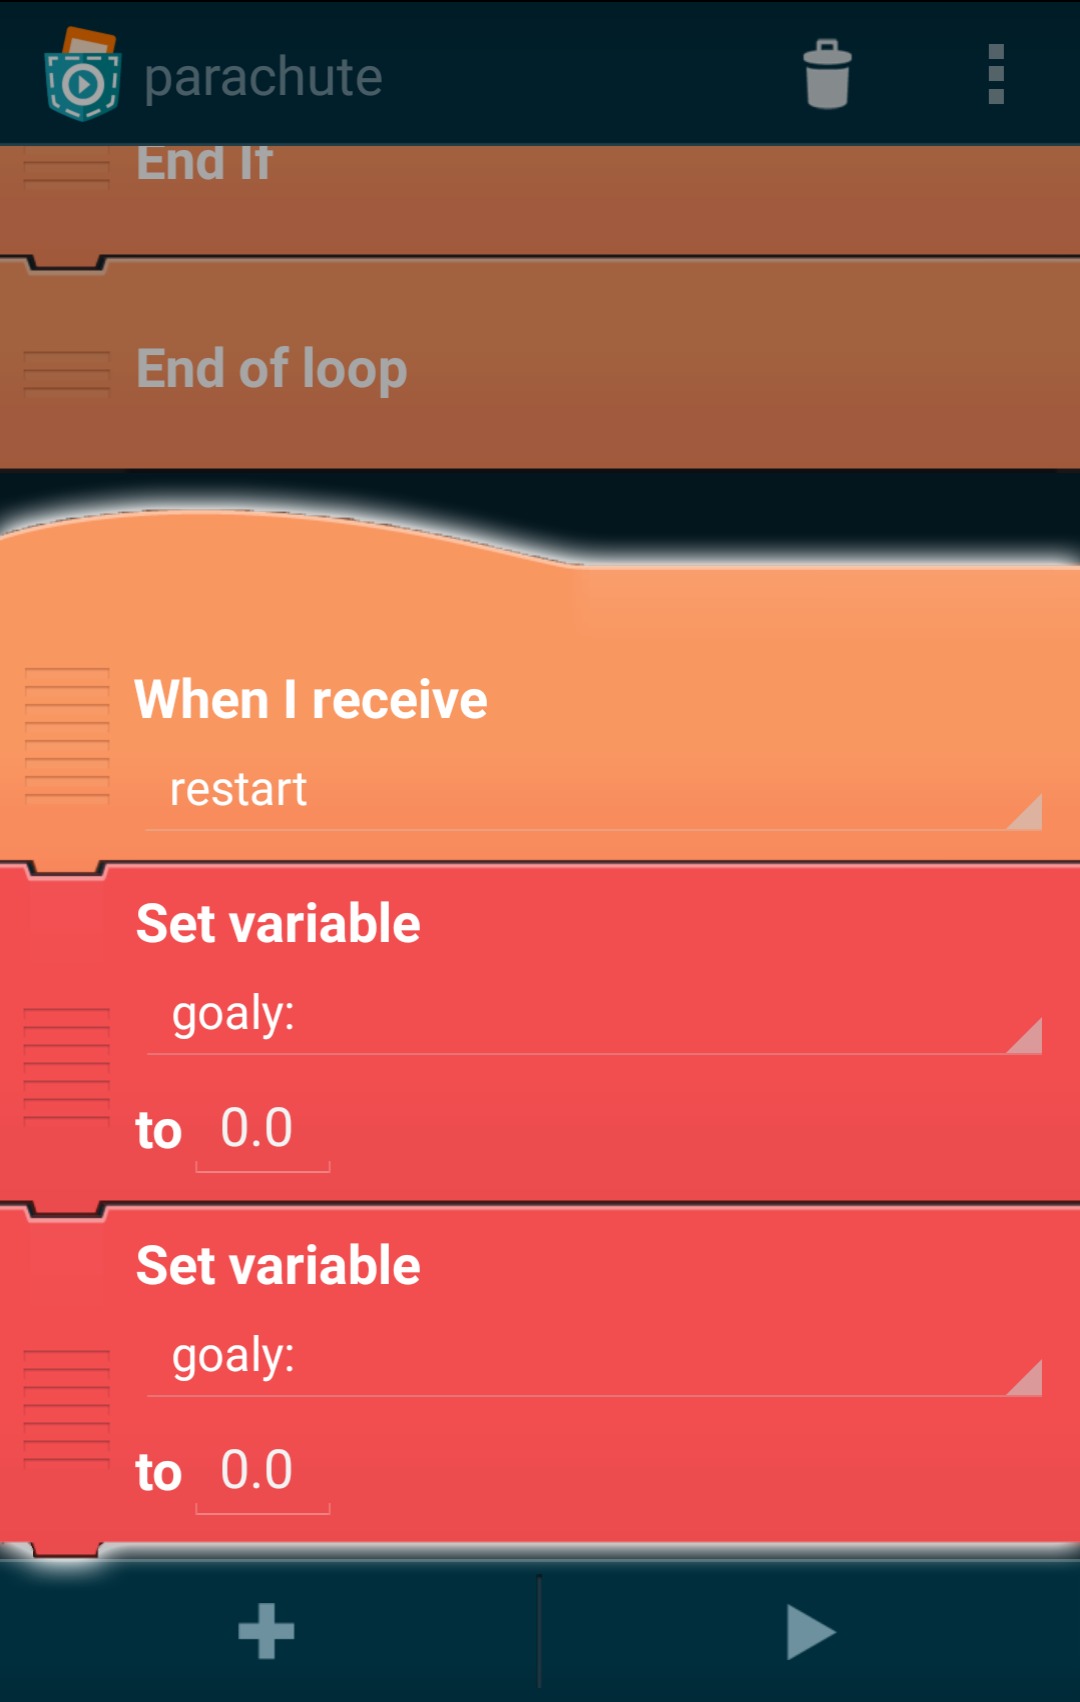 parachute
End If
End of loop
When I receive
restart
Set variable
goaly:
to 0.0
Set variable
goaly:
to 0.0